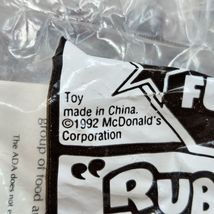 Toy
made in China.
©1992 McDonald's
Corporation
FU
"RUB
The ADA does not e
group of food a